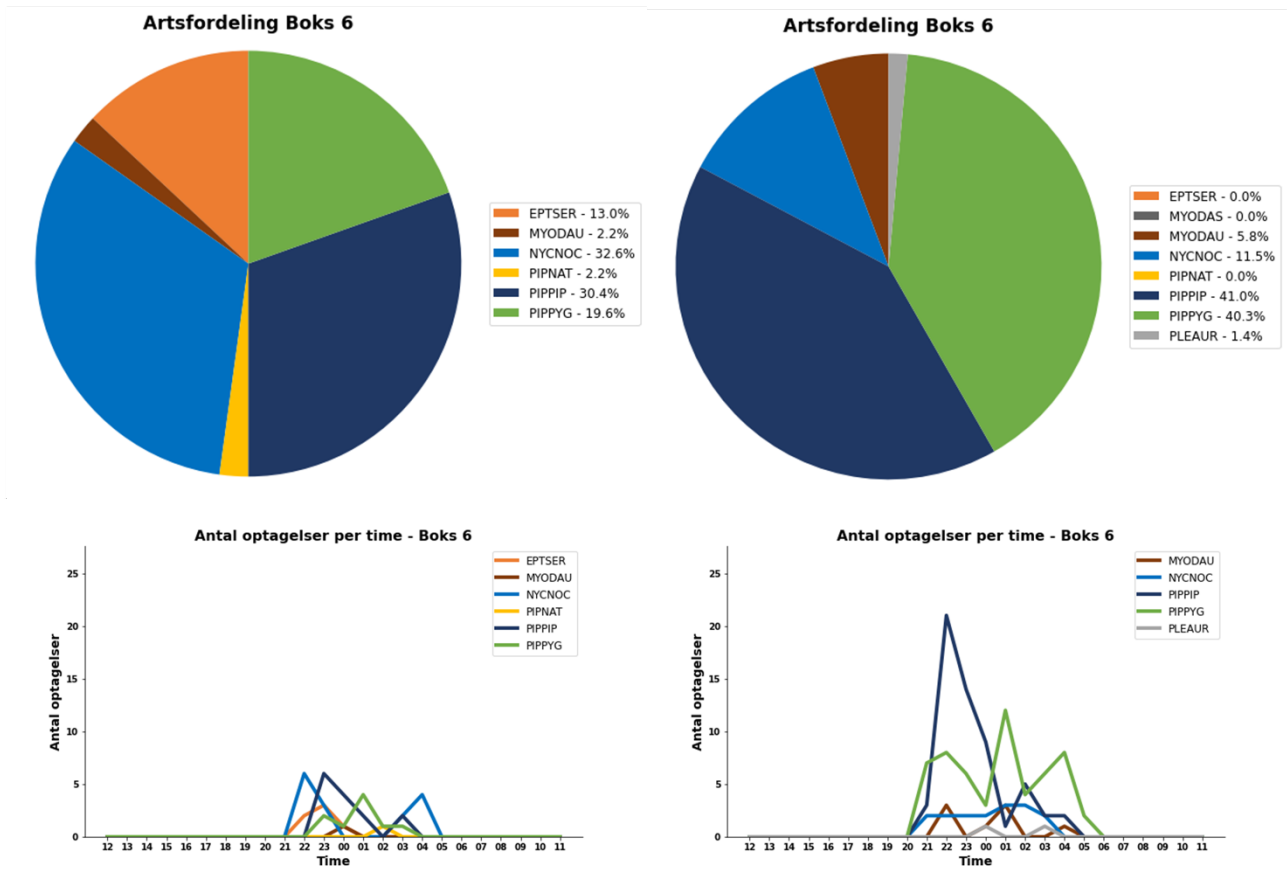 Artsfordeling Boks 6
EPTSER - 13.0%
MYODAU - 2.2%
NYCNOC - 32.6%
PIPNAT - 2.2%
PIPPIP - 30.4%
PIPPYG - 19.6%
Artsfordeling Boks 6
EPTSER - 0.0%
MYODAS - 0.0%
MYODAU - 5.8%
NYCNOC - 11.5%
PIPNAT - 0.0%
PIPPIP - 41.0%
PIPPYG - 40.3%
PLEAUR - 1.4%
Antal optagelser per time - Boks 6
EPTSER
MYODAU
NYCNOC
PIPNAT
PIPPIP
PIPPYG
Antal optagelser
25
20
15
10
5
0
12 13 14 15 16 17 18 19 20 21 22 23 00 01 02 03 04 05 06 07 08 09 10 11
Time
Antal optagelser per time - Boks 6
MYODAU
NYCNOC
PIPPIP
PIPPYG
PLEAUR
Antal optagelser
25
20
15
10
5
0
12 13 14 15 16 17 18 19 20 21 22 23 00 01 02 03 04 05 06 07 08 09 10 11
Time